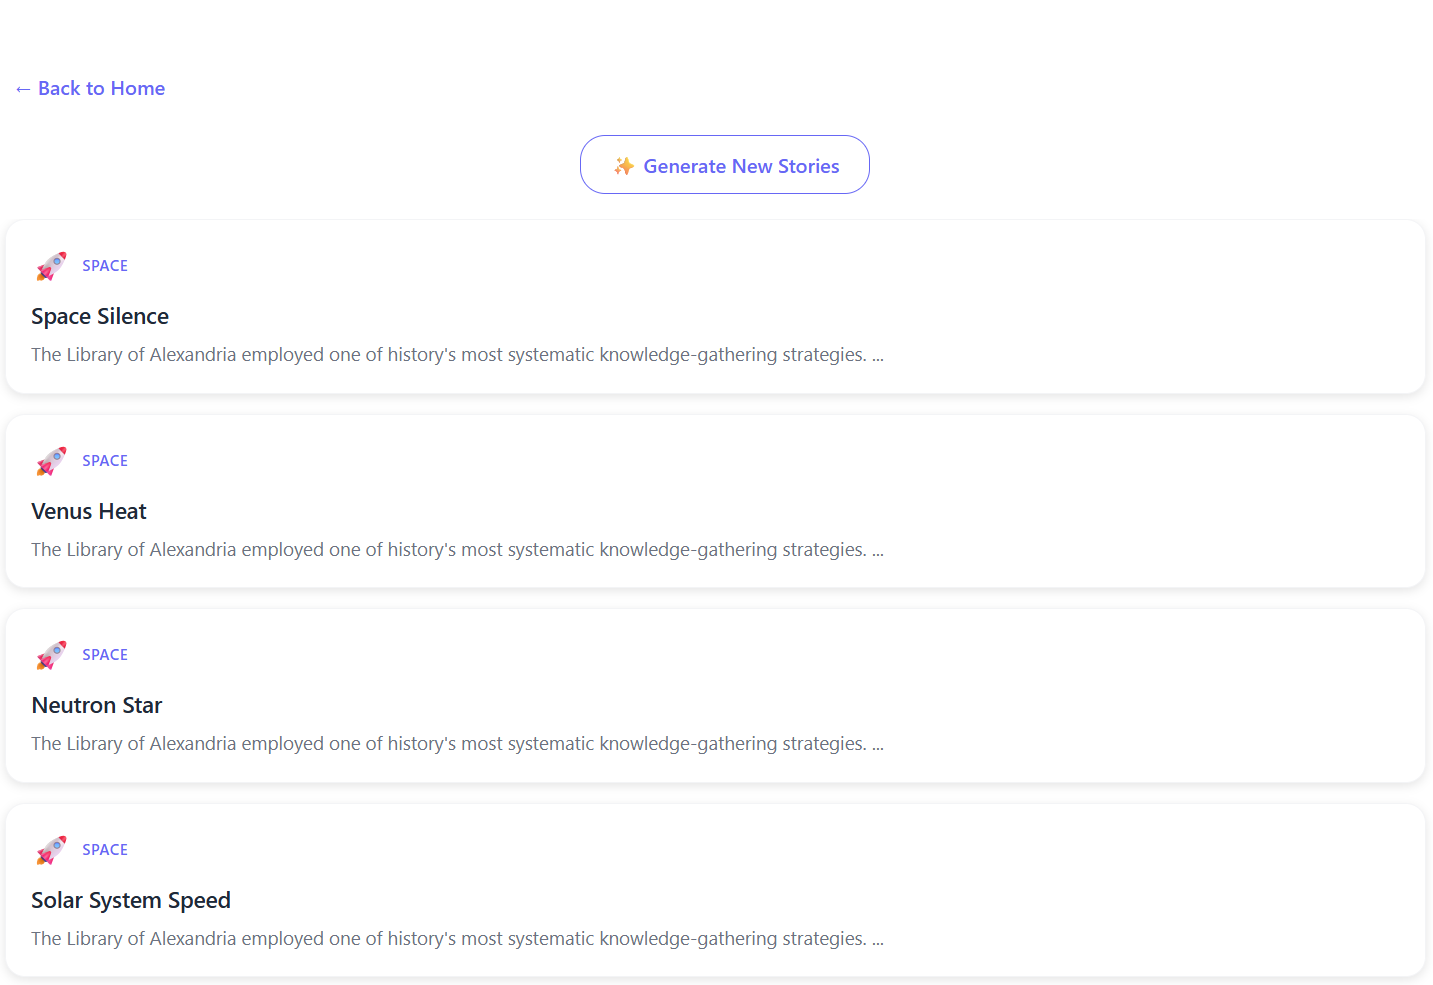 ← Back to Home
✨ Generate New Stories
SPACE
Space Silence
The Library of Alexandria employed one of history's most systematic knowledge-gathering strategies. ...
SPACE
Venus Heat
The Library of Alexandria employed one of history's most systematic knowledge-gathering strategies. ...
SPACE
Neutron Star
The Library of Alexandria employed one of history's most systematic knowledge-gathering strategies. ...
SPACE
Solar System Speed
The Library of Alexandria employed one of history's most systematic knowledge-gathering strategies. ...